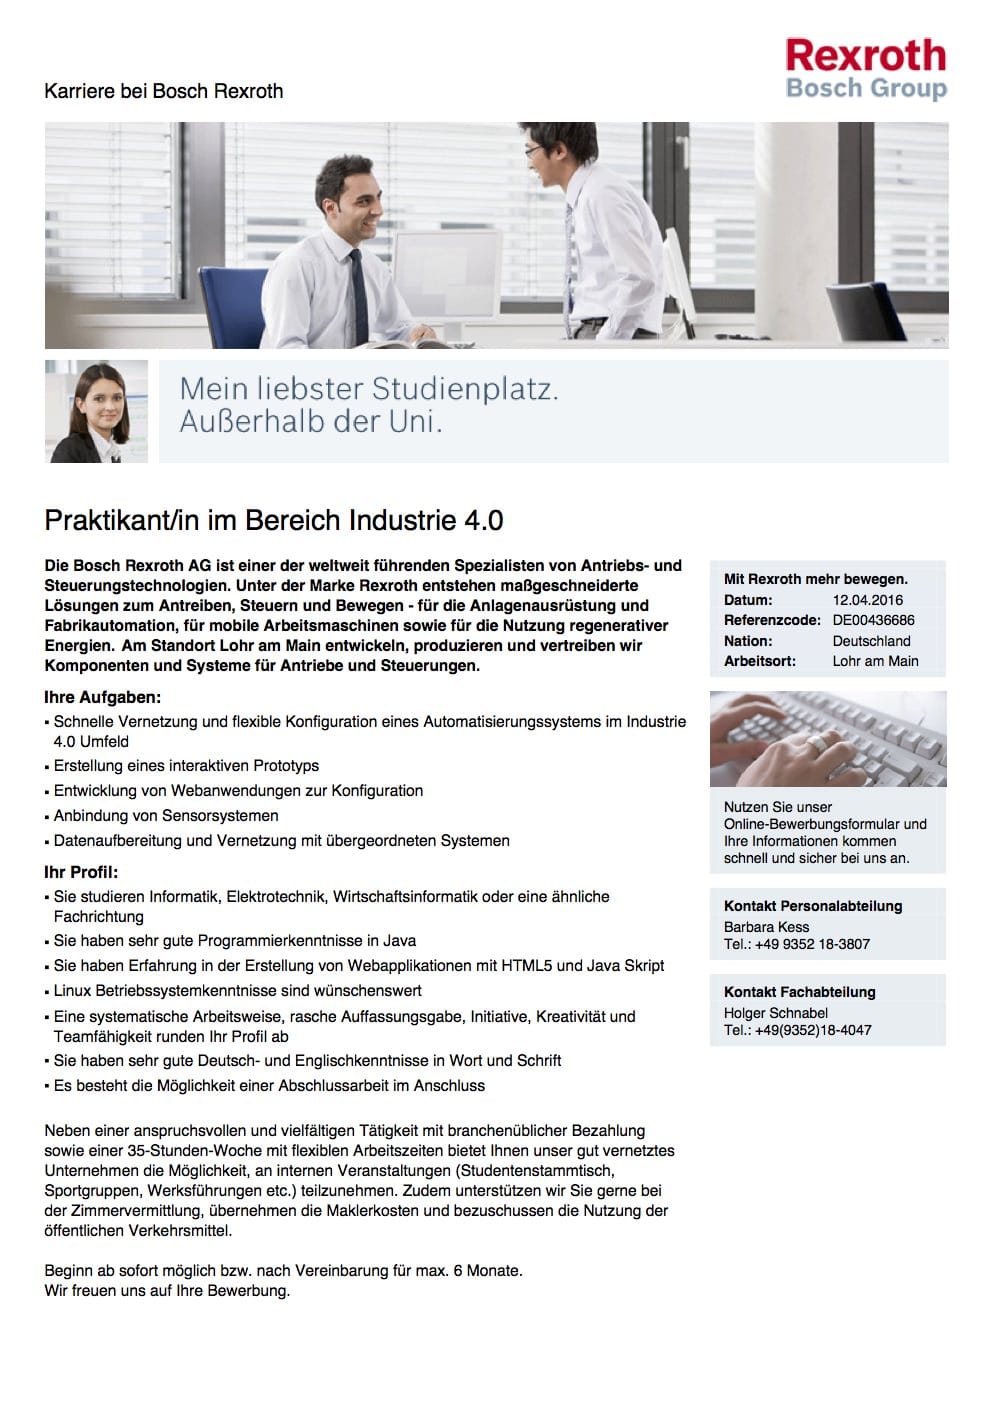 Rexroth
Bosch Group
Karriere bei Bosch Rexroth
Mein liebster Studienplatz.
Außerhalb der Uni.
Praktikant/in im Bereich Industrie 4.0
Die Bosch Rexroth AG ist einer der weltweit führenden Spezialisten von Antriebs- und
Steuerungstechnologien. Unter der Marke Rexroth entstehen maßgeschneiderte
Lösungen zum Antreiben, Steuern und Bewegen - für die Anlagenausrüstung und
Fabrikautomation, für mobile Arbeitsmaschinen sowie für die Nutzung regenerativer
Energien. Am Standort Lohr am Main entwickeln, produzieren und vertreiben wir
Komponenten und Systeme für Antriebe und Steuerungen.
Ihre Aufgaben:
▪ Schnelle Vernetzung und flexible Konfiguration eines Automatisierungssystems im Industrie
4.0 Umfeld
▪ Erstellung eines interaktiven Prototyps
▪ Entwicklung von Webanwendungen zur Konfiguration
▪ Anbindung von Sensorsystemen
▪ Datenaufbereitung und Vernetzung mit übergeordneten Systemen
Ihr Profil:
▪ Sie studieren Informatik, Elektrotechnik, Wirtschaftsinformatik oder eine ähnliche
Fachrichtung
▪ Sie haben sehr gute Programmierkenntnisse in Java
▪ Sie haben Erfahrung in der Erstellung von Webapplikationen mit HTML5 und Java Skript
▪ Linux Betriebssystemkenntnisse sind wünschenswert
▪ Eine systematische Arbeitsweise, rasche Auffassungsgabe, Initiative, Kreativität und
Teamfähigkeit runden Ihr Profil ab
▪ Sie haben sehr gute Deutsch- und Englischkenntnisse in Wort und Schrift
▪ Es besteht die Möglichkeit einer Abschlussarbeit im Anschluss
Neben einer anspruchsvollen und vielfältigen Tätigkeit mit branchenüblicher Bezahlung
sowie einer 35-Stunden-Woche mit flexiblen Arbeitszeiten bietet Ihnen unser gut vernetztes
Unternehmen die Möglichkeit, an internen Veranstaltungen (Studentenstammtisch,
Sportgruppen, Werksführungen etc.) teilzunehmen. Zudem unterstützen wir Sie gerne bei
der Zimmervermittlung, übernehmen die Maklerkosten und bezuschussen die Nutzung der
öffentlichen Verkehrsmittel.
Beginn ab sofort möglich bzw. nach Vereinbarung für max. 6 Monate.
Wir freuen uns auf Ihre Bewerbung.
Mit Rexroth mehr bewegen.
Datum: 12.04.2016
Referenzcode: DE00436686
Nation: Deutschland
Arbeitsort: Lohr am Main
Nutzen Sie unser
Online-Bewerbungsformular und
Ihre Informationen kommen
schnell und sicher bei uns an.
Kontakt Personalabteilung
Barbara Kess
Tel.: +49 9352 18-3807
Kontakt Fachabteilung
Holger Schnabel
Tel.: +49(9352)18-4047